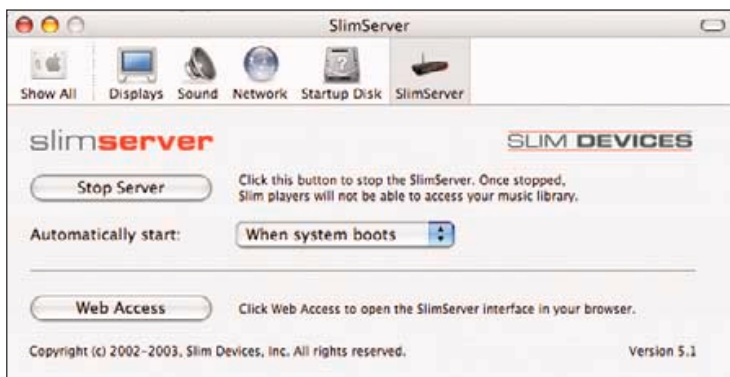 SlimServer
Show All Displays Sound Network Startup Disk SlimServer
slimserver
SLIM DEVICES
Stop Server
Click this button to stop the SlimServer. Once stopped,
Slim players will not be able to access your music library.
Automatically start: When system boots
Web Access
Click Web Access to open the SlimServer interface in your browser.
Copyright (c) 2002-2003, Slim Devices, Inc. All rights reserved.
Version 5.1